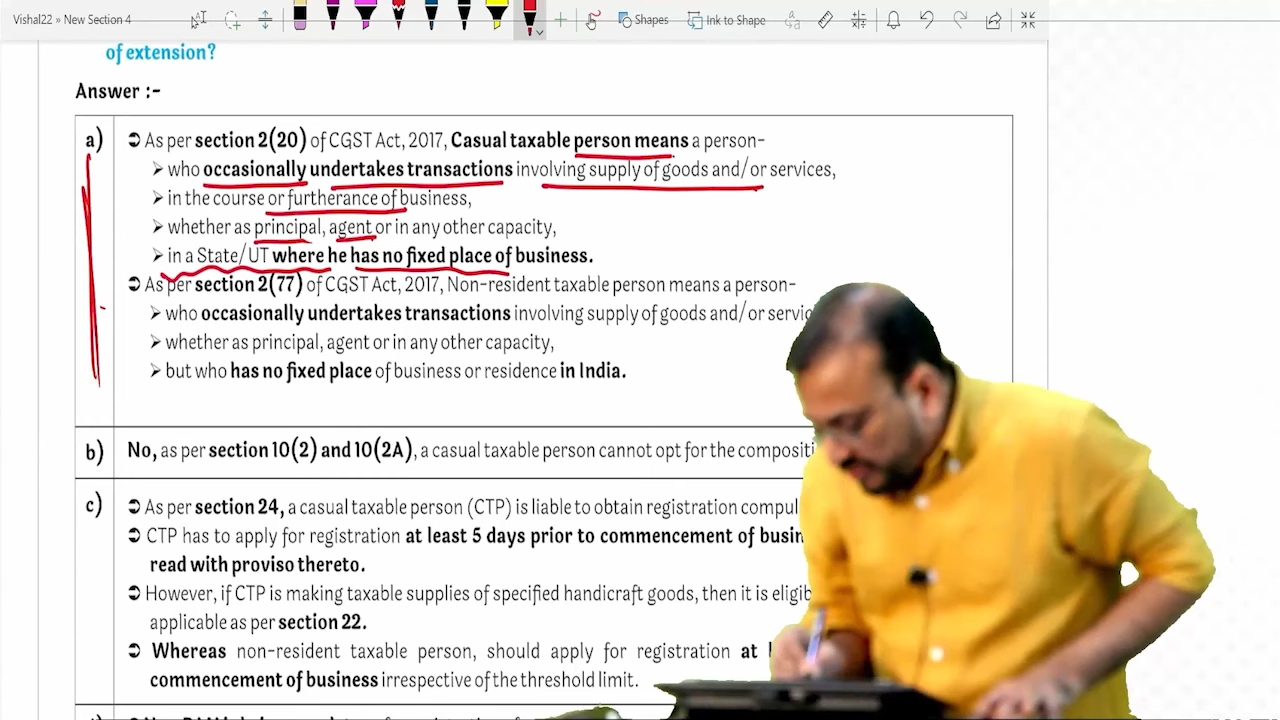 Vishal22 » New Section 4
Shapes
Ink to Shape
of extension?
Answer :-
a) ➲ As per section 2(20) of CGST Act, 2017, Casual taxable person means a person-
➢ who occasionally undertakes transactions involving supply of goods and/or services,
➢ in the course or furtherance of business,
➢ whether as principal, agent or in any other capacity,
➢ in a State/UT where he has no fixed place of business.
➲ As per section 2(77) of CGST Act, 2017, Non-resident taxable person means a person-
➢ who occasionally undertakes transactions involving supply of goods and/or
➢ whether as principal, agent or in any other capacity,
➢ but who has no fixed place of business or residence in India.
b) No, as per section 10(2) and 10(2A), a casual taxable person cannot opt for the
c) ➲ As per section 24, a casual taxable person (CTP) is liable to obtain registration
➲ CTP has to apply for registration at least 5 days prior to commencement of
read with proviso thereto.
➲ However, if CTP is making taxable supplies of specified handicraft goods, then it is
applicable as per section 22.
➲ Whereas non-resident taxable person, should apply for registration at
commencement of business irrespective of the threshold limit.